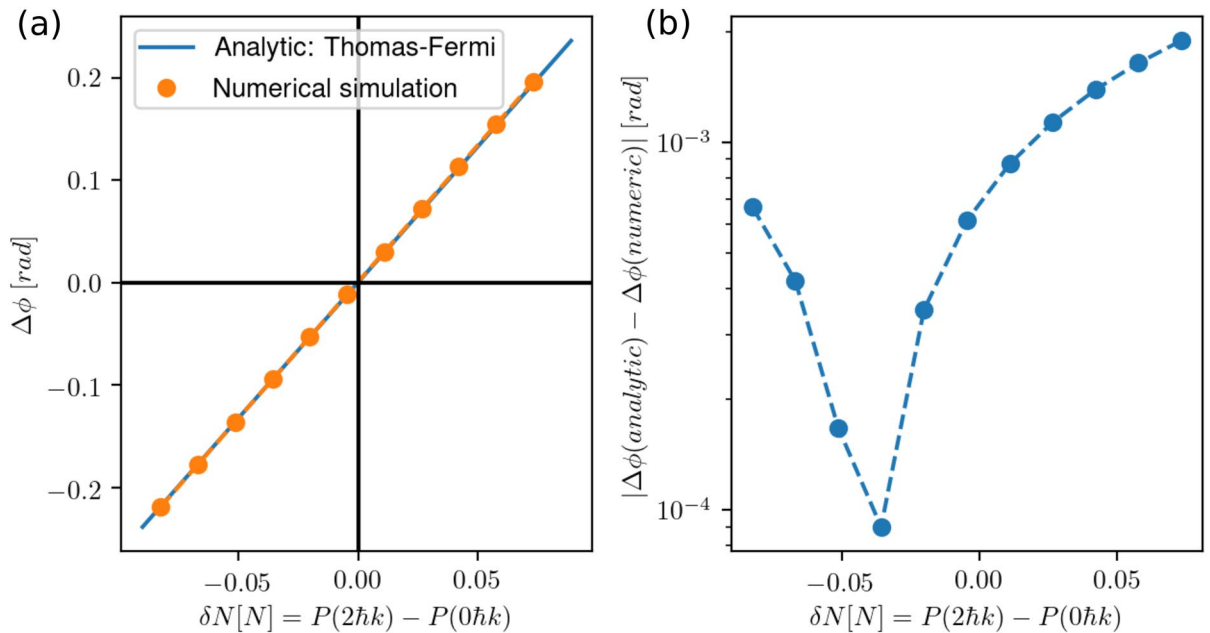 (a)
Analytic: Thomas-Fermi
Numerical simulation
Δϕ [rad]
0.2
0.1
0.0
−0.1
−0.2
−0.05
0.00
0.05
δN[N] = P(2ħk) − P(0ħk)
(b)
|Δϕ(analytic) − Δϕ(numeric)| [rad]
10⁻³
10⁻⁴
−0.05
0.00
0.05
δN[N] = P(2ħk) − P(0ħk)